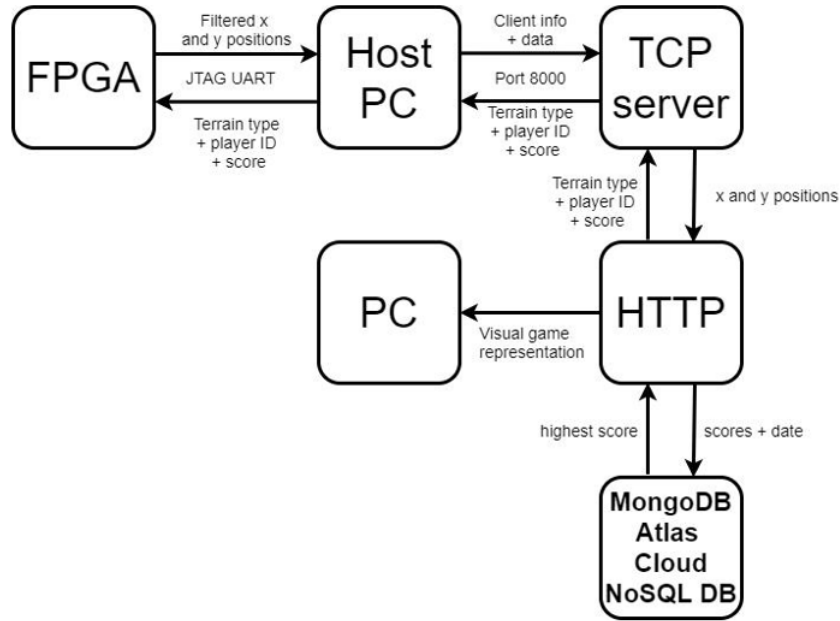 Filtered x
and y positions
Client info
+ data
FPGA
JTAG UART
Host
PC
Port 8000
TCP
server
Terrain type
+ player ID
+ score
Terrain type
+ player ID
+ score
Terrain type
+ player ID
+ score
x and y positions
PC
Visual game
representation
HTTP
highest score
scores + date
MongoDB
Atlas
Cloud
NoSQL DB